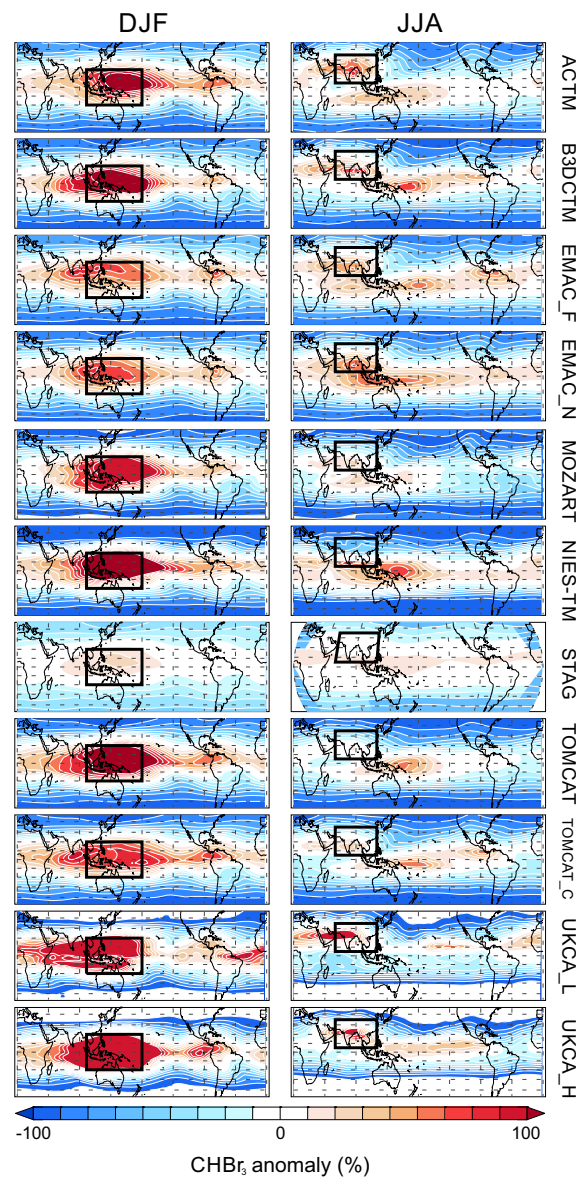 DJF JJA
ACTM
B3DCTM
EMAC_F
EMAC_N
MOZART
NIES-TM
STAG
TOMCAT
TOMCAT_C
UKCA_L
UKCA_H
-100 0 100
CHBr₃ anomaly (%)